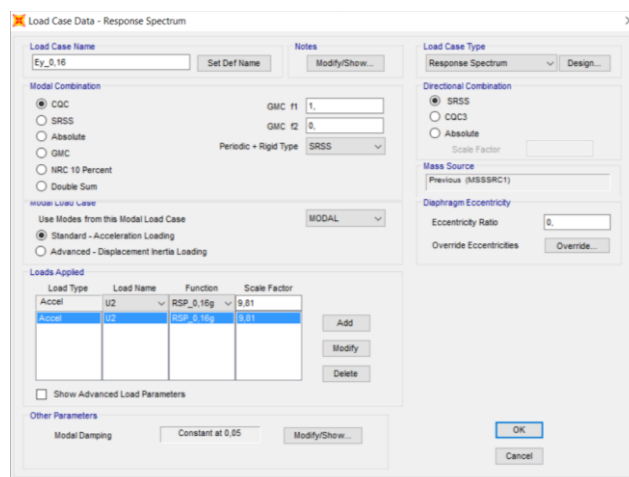 Load Case Data - Response Spectrum
Load Case Name
Ey_0,16
Set Def Name
Notes
Modify/Show...
Load Case Type
Response Spectrum
Design...
Modal Combination
CQC
SRSS
Absolute
GMC
NRC 10 Percent
Double Sum
GMC f1
1,
GMC f2
0,
Periodic + Rigid Type
SRSS
Directional Combination
SRSS
CQC3
Absolute
Scale Factor
Mass Source
Previous (MSSSRC1)
Modal Load Case
Use Modes from this Modal Load Case
MODAL
Standard - Acceleration Loading
Advanced - Displacement Inertia Loading
Diaphragm Eccentricity
Eccentricity Ratio
0,
Override Eccentricities
Override...
Loads Applied
Load Type Load Name Function Scale Factor
Accel U2 RSP_0,16g 9,81
Accel U2 RSP_0,16g 9,81
Add
Modify
Delete
Show Advanced Load Parameters
Other Parameters
Modal Damping
Constant at 0,05
Modify/Show...
OK
Cancel